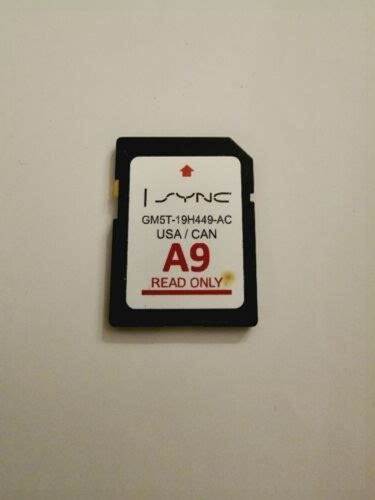 SYNC
GM5T-19H449-AC
USA / CAN
A9
READ ONLY